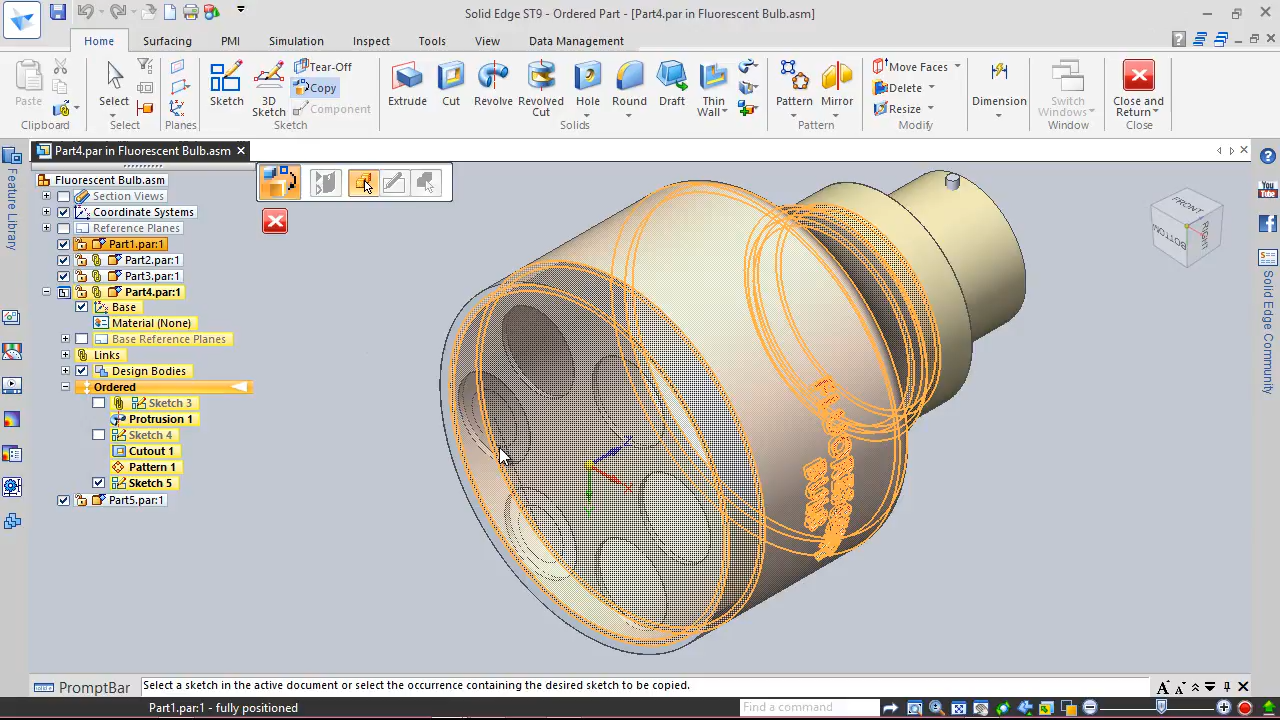 Solid Edge ST9 - Ordered Part - [Part4.par in Fluorescent Bulb.asm]
Home Surfacing PMI Simulation Inspect Tools View Data Management
Paste
Select
Sketch
3D Sketch
Tear-Off
Copy
Component
Extrude
Cut
Revolve
Revolved Cut
Hole
Round
Draft
Thin Wall
Pattern
Mirror
Move Faces
Delete
Resize
Dimension
Switch Windows
Close and Return
Clipboard Select Planes Sketch Solids Pattern Modify Window Close
Part4.par in Fluorescent Bulb.asm
Feature Library
Fluorescent Bulb.asm
Section Views
Coordinate Systems
Reference Planes
Part1.par:1
Part2.par:1
Part3.par:1
Part4.par:1
Base
Material (None)
Base Reference Planes
Links
Design Bodies
Ordered
Sketch 3
Protrusion 1
Sketch 4
Cutout 1
Pattern 1
Sketch 5
Part5.par:1
FRONT
BOTTOM
RIGHT
You Tube
Solid Edge Community
PromptBar
Select a sketch in the active document or select the occurrence containing the desired sketch to be copied.
Part1.par:1 - fully positioned
Find a command